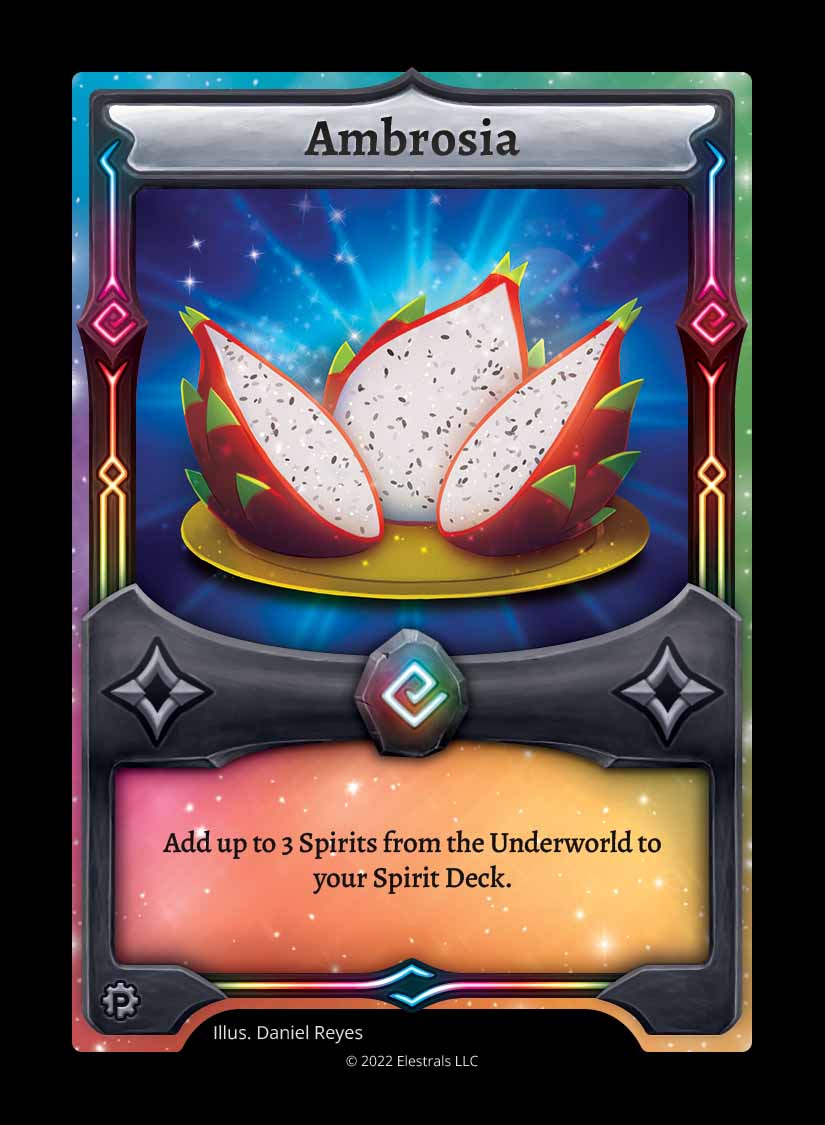 Ambrosia
Add up to 3 Spirits from the Underworld to
your Spirit Deck.
P
Illus. Daniel Reyes
© 2022 Elestrals LLC